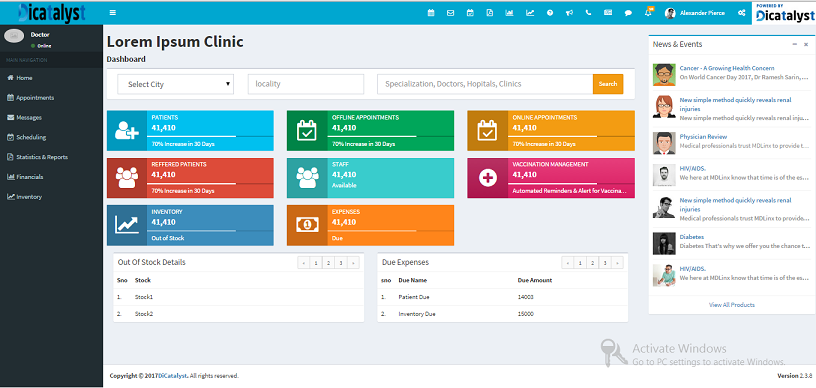 Dicatalyst
10
Alexander Pierce
POWERED BY
Dicatalyst
Doctor
Online
MAIN NAVIGATION
Home
Appointments
Messages
Scheduling
Statistics & Reports
Financials
Inventory
Lorem Ipsum Clinic
Dashboard
Select City
locality
Specialization, Doctors, Hopitals, Clinics
Search
PATIENTS
41,410
70% Increase in 30 Days
OFFLINE APPOINTMENTS
41,410
70% Increase in 30 Days
ONLINE APPOINTMENTS
41,410
70% Increase in 30 Days
REFFERED PATIENTS
41,410
70% Increase in 30 Days
STAFF
41,410
Available
VACCINATION MANAGEMENT
41,410
Automated Reminders & Alert for Vaccina...
INVENTORY
41,410
Out of Stock
EXPENSES
41,410
Due
Out Of Stock Details
« 1 2 3 »
Sno Stock
1. Stock1
2. Stock2
Due Expenses
« 1 2 3 »
sno Due Name Due Amount
1. Patient Due 14003
2. Inventory Due 15000
News & Events
Cancer - A Growing Health Concern
On World Cancer Day 2017, Dr Ramesh Sarin,...
New simple method quickly reveals renal
injuries
New simple method quickly reveals renal inju...
Physician Review
Medical professionals trust MDLinx to provide t...
HIV/AIDS.
We here at MDLinx know that time is of the es...
New simple method quickly reveals renal
injuries
Medical professionals trust MDLinx to provide...
Diabetes
Diabetes That's why we offer you the chance t...
HIV/AIDS.
We here at MDLinx know that time is of the es...
View All Products
Activate Windows
Go to PC settings to activate Windows.
Copyright © 2017DiCatalyst. All rights reserved.
Version 2.3.8